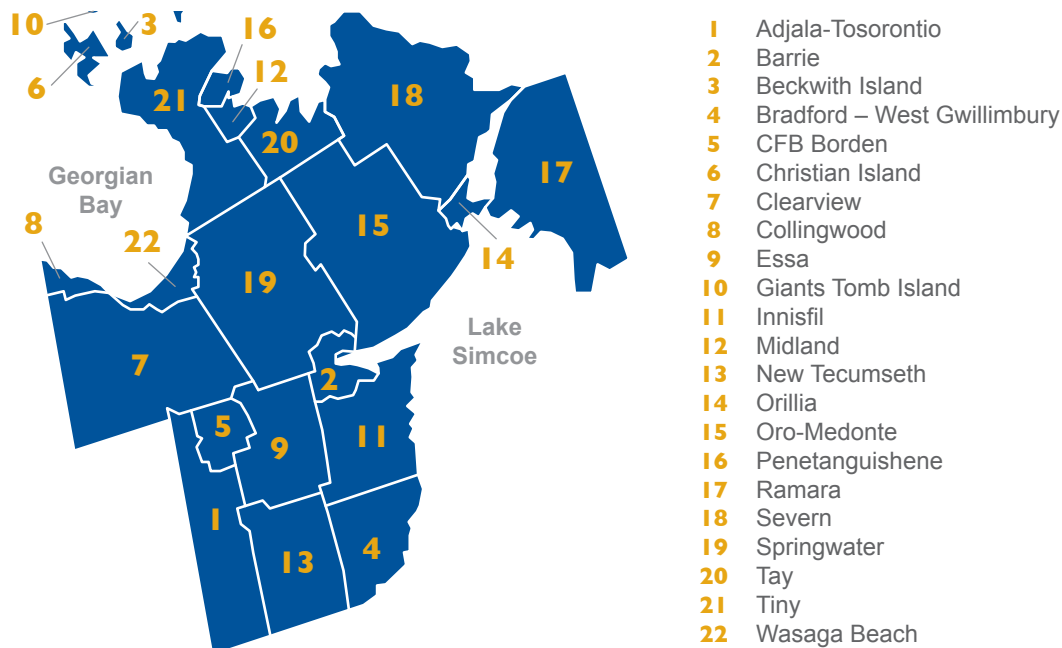 10
3
16
6
12
21
18
20
17
Georgian
Bay
15
8
22
14
19
Lake
Simcoe
7
2
5
9
11
1
13
4
1 Adjala-Tosorontio
2 Barrie
3 Beckwith Island
4 Bradford – West Gwillimbury
5 CFB Borden
6 Christian Island
7 Clearview
8 Collingwood
9 Essa
10 Giants Tomb Island
11 Innisfil
12 Midland
13 New Tecumseth
14 Orillia
15 Oro-Medonte
16 Penetanguishene
17 Ramara
18 Severn
19 Springwater
20 Tay
21 Tiny
22 Wasaga Beach